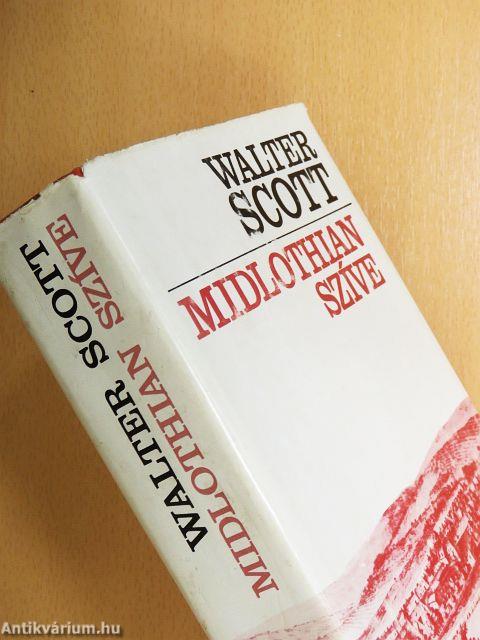 WALTER
SCOTT
MIDLOTHIAN
SZÍVE
WALTER SCOTT
MIDLOTHIAN SZÍVE
Antikvárium.hu